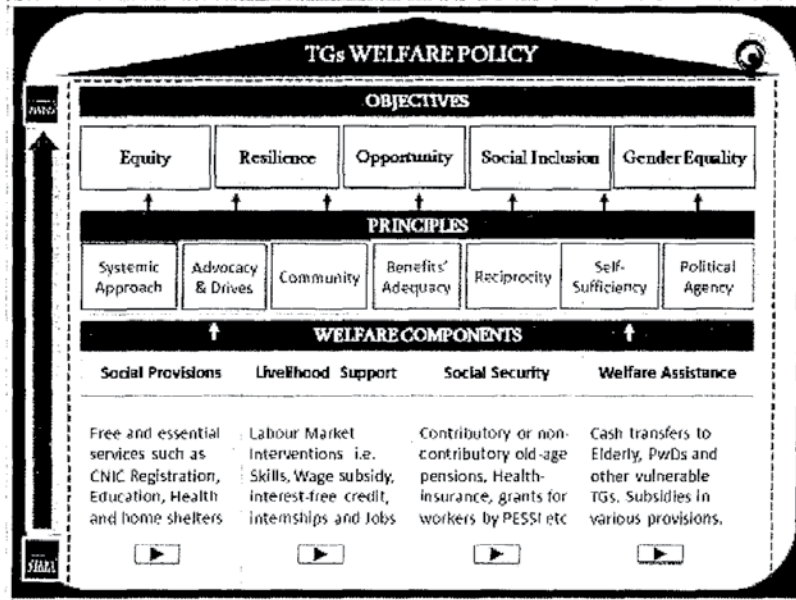 TGs WELFARE POLICY
OBJECTIVES
Equity
Resilience
Opportunity
Social Inclusion
Gender Equality
PRINCIPLES
Systemic
Approach
Advocacy
& Drives
Community
Benefits'
Adequacy
Reciprocity
Self-
Sufficiency
Political
Agency
WELFARE COMPONENTS
Social Provisions
Livelihood Support
Social Security
Welfare Assistance
Free and essential
services such as
CNIC Registration,
Education, Health
and home shelters
Labour Market
Interventions i.e.
Skills, Wage subsidy,
interest-free credit,
internships and Jobs
Contributory or non-
contributory old-age
pensions, Health-
insurance, grants for
workers by PESSI etc
Cash transfers to
Elderly, PwDs and
other vulnerable
TGs. Subsidies in
various provisions.
START